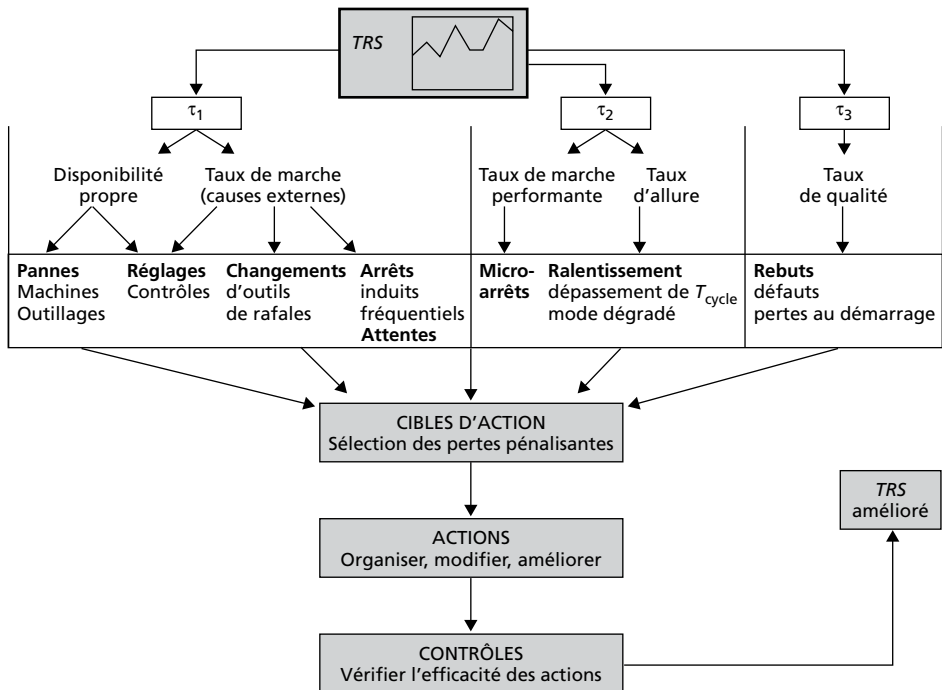 TRS
τ1
τ2
τ3
Disponibilité
propre
Taux de marche
(causes externes)
Taux de marche
performante
Taux
d'allure
Taux
de qualité
Pannes
Machines
Outillages
Réglages
Contrôles
Changements
d'outils
de rafales
Arrêts
induits
fréquentiels
Attentes
Micro-
arrêts
Ralentissement
dépassement de Tcycle
mode dégradé
Rebuts
défauts
pertes au démarrage
CIBLES D'ACTION
Sélection des pertes pénalisantes
ACTIONS
Organiser, modifier, améliorer
CONTRÔLES
Vérifier l'efficacité des actions
TRS
amélioré